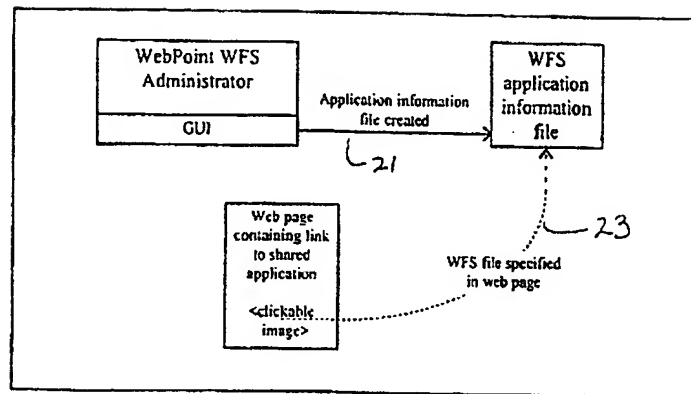 WebPoint WFS
Administrator
GUI
Application information
file created
21
WFS
application
information
file
Web page
containing link
to shared
application
<clickable
image>
23
WFS file specified
in web page